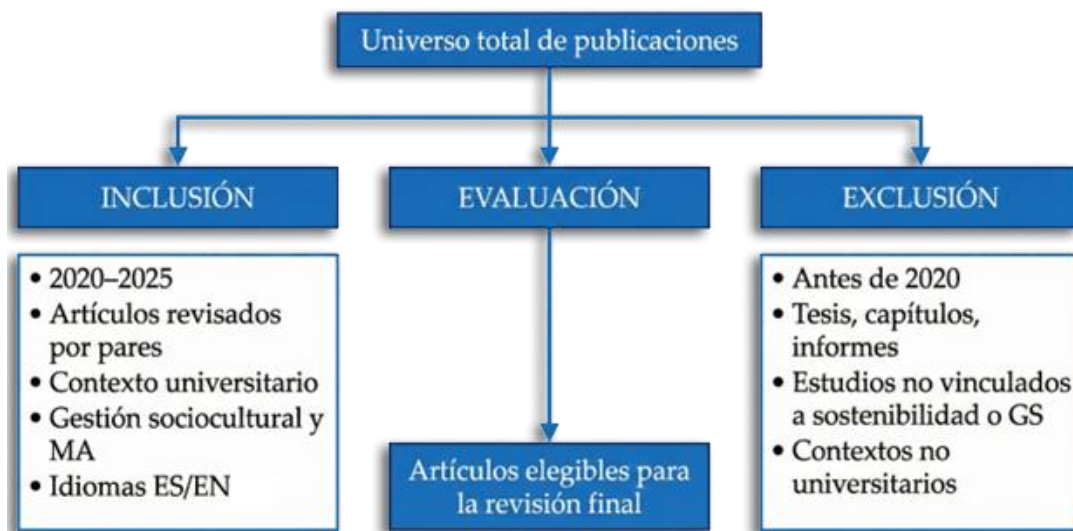 Universo total de publicaciones
INCLUSIÓN
• 2020–2025
• Artículos revisados
por pares
• Contexto universitario
• Gestión sociocultural y
MA
• Idiomas ES/EN
EVALUACIÓN
Artículos elegibles para
la revisión final
EXCLUSIÓN
• Antes de 2020
• Tesis, capítulos,
informes
• Estudios no vinculados
a sostenibilidad o GS
• Contextos no
universitarios